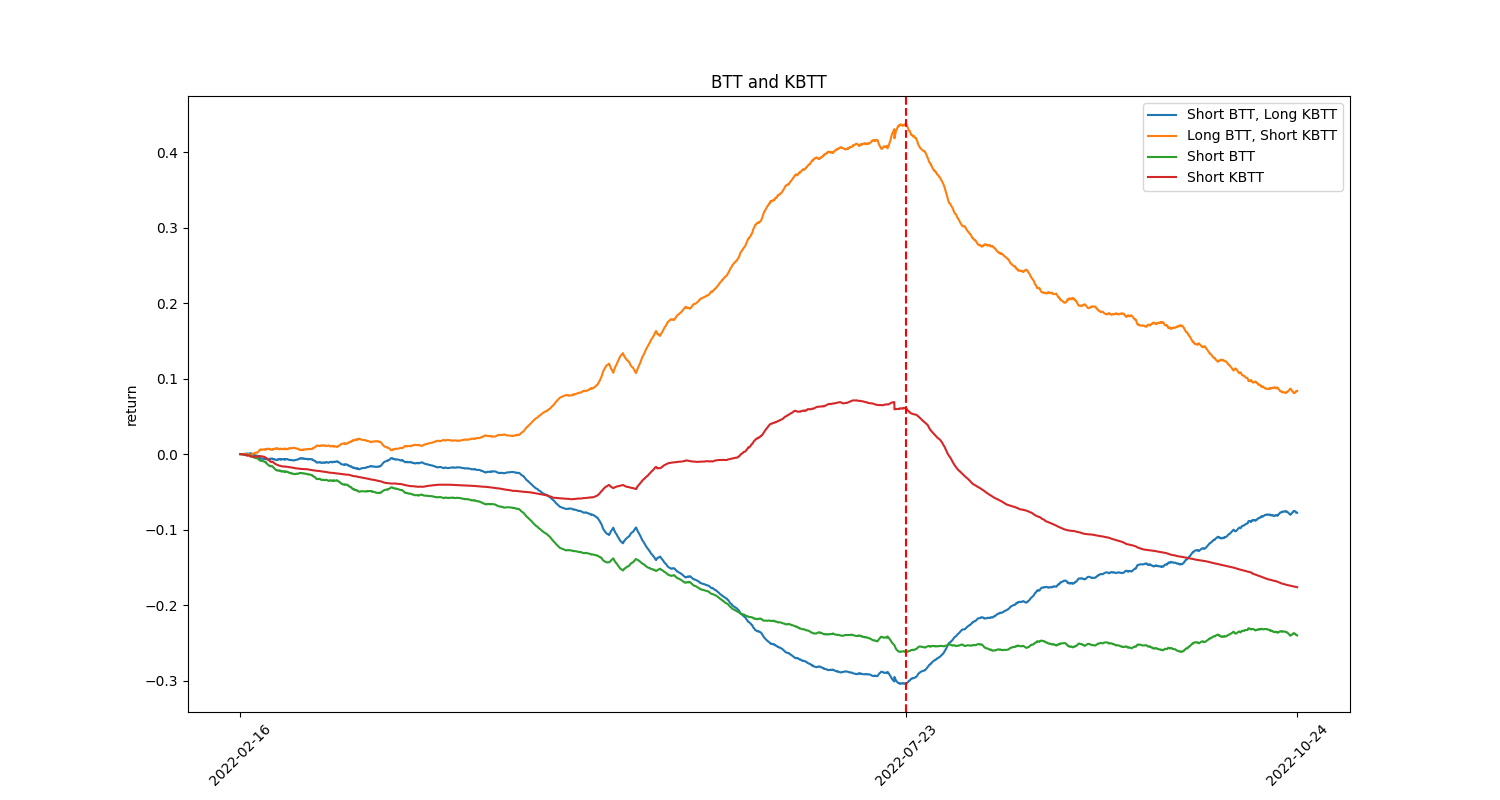 BTT and KBTT
Short BTT, Long KBTT
Long BTT, Short KBTT
Short BTT
Short KBTT
return
0.4
0.3
0.2
0.1
0.0
−0.1
−0.2
−0.3
2022-02-16
2022-07-23
2022-10-24